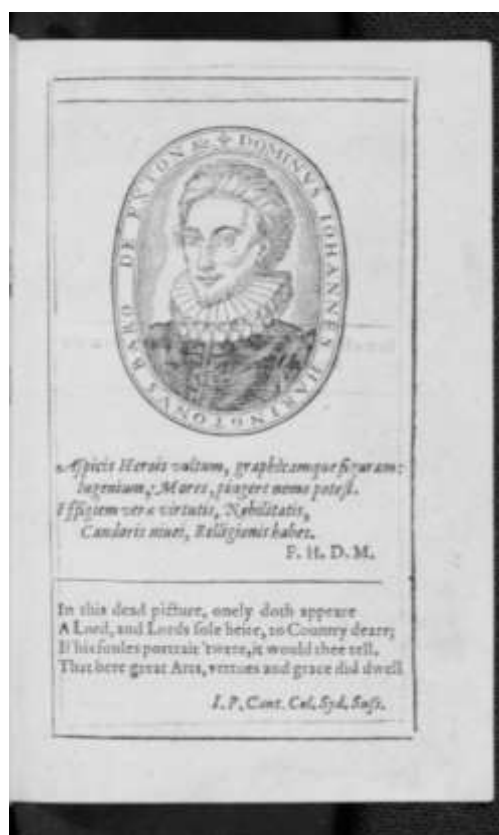 DOMINVS IOHANNES HARINGTONVS BARO DE EXTON &c
Aspicis Herois vultum, graphicamque figuram:
Ingenium, Mores, pingere nemo potest.
Effigiem veræ virtutis, Nobilitatis,
Candoris niuei, Relligionis habes.
F. H. D. M.
In this dead picture, onely doth appeare
A Lord, and Lords sole heire, to Country deare;
If his soules portrait 'twere, it would thee tell.
That here great Arts, vertues and grace did dwell
I. P. Cant. Col. Syd. Suss.